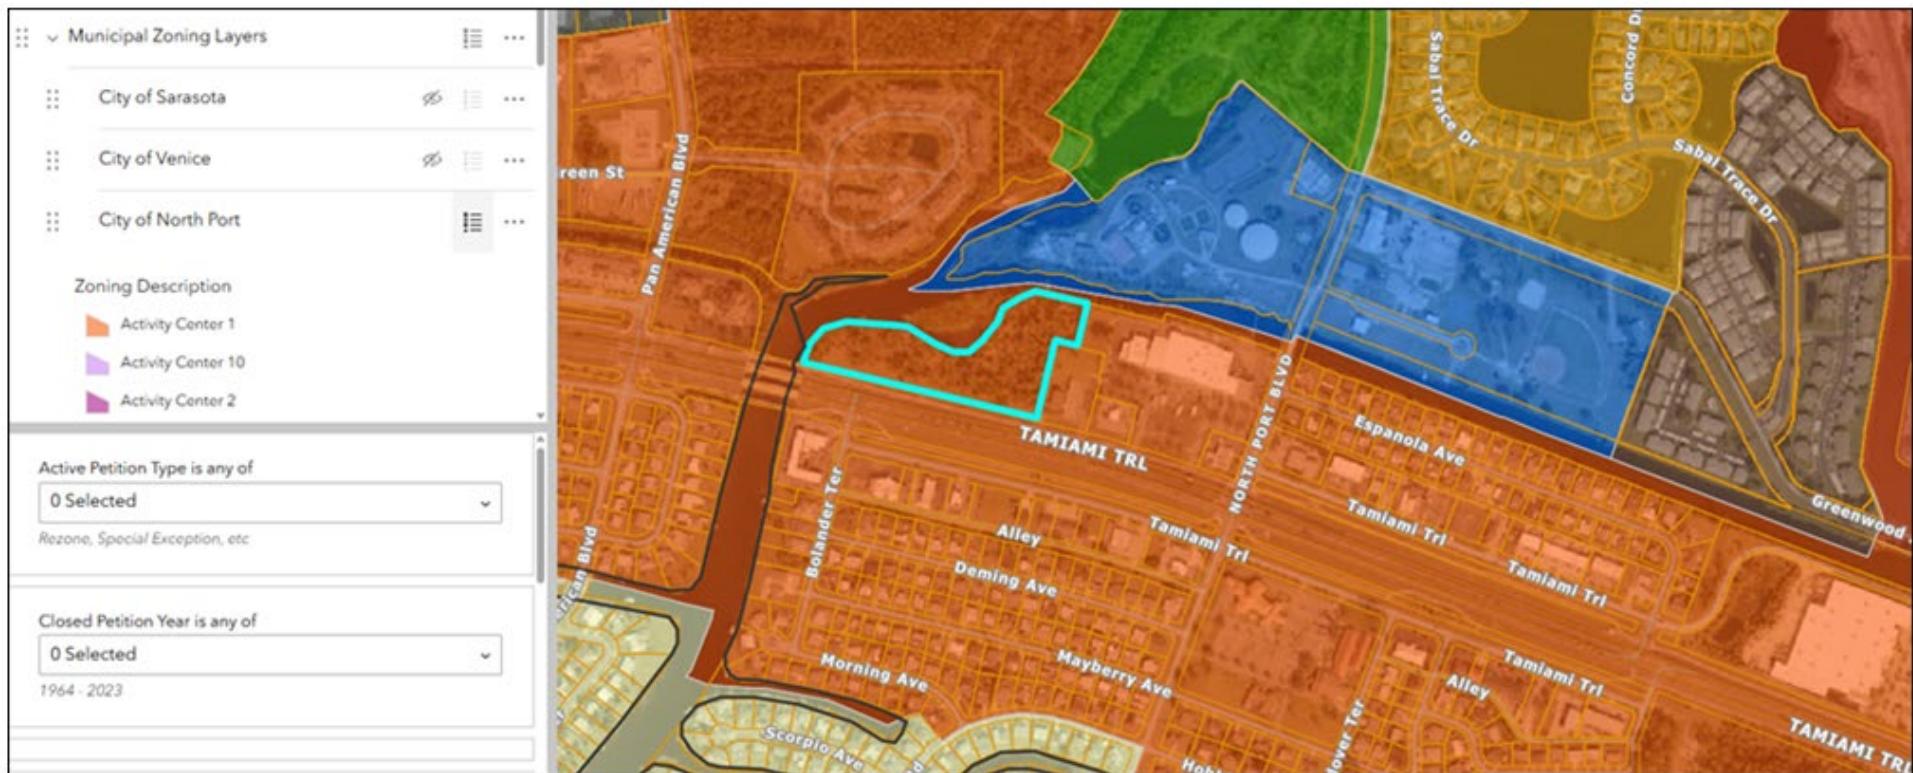 Municipal Zoning Layers
City of Sarasota
City of Venice
City of North Port
Zoning Description
Activity Center 1
Activity Center 10
Activity Center 2
Active Petition Type is any of
0 Selected
Rezone, Special Exception, etc
Closed Petition Year is any of
0 Selected
1964 - 2023
reen St
Pan American Blvd
Sabal Trace Dr
Concord D
Sabal Trace Dr
TAMIAMI TRL
NORTH PORT BLVD
Espanola Ave
Greenwood
Bolander Ter
Alley
Tamiami Trl
Tamiami Trl
Deming Ave
Tamiami Trl
rican Blvd
Morning Ave
Mayberry Ave
Tamiami Trl
Alley
Scorpio Ave
over Ter
TAMIAMI TRL